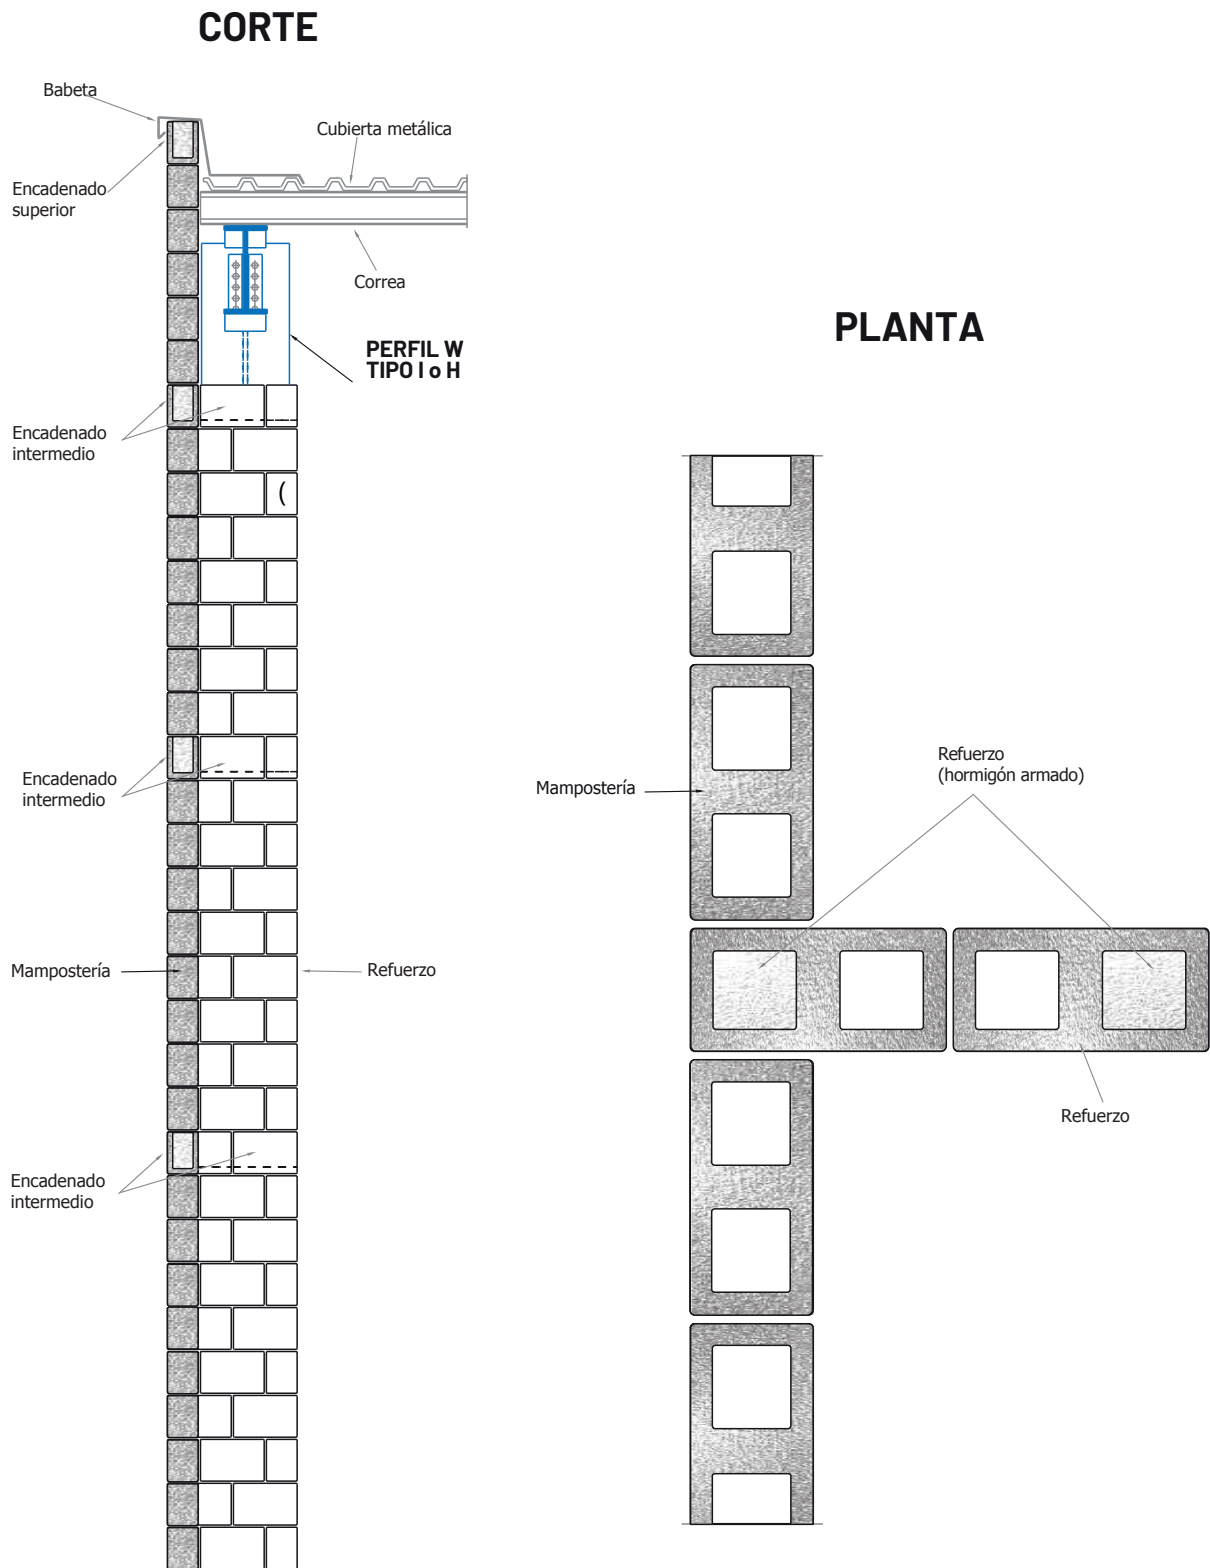 CORTE
Babeta
Cubierta metálica
Encadenado
superior
Correa
PERFIL W
TIPO I o H
Encadenado
intermedio
(
Encadenado
intermedio
Mampostería
Refuerzo
Encadenado
intermedio
PLANTA
Refuerzo
(hormigón armado)
Mampostería
Refuerzo